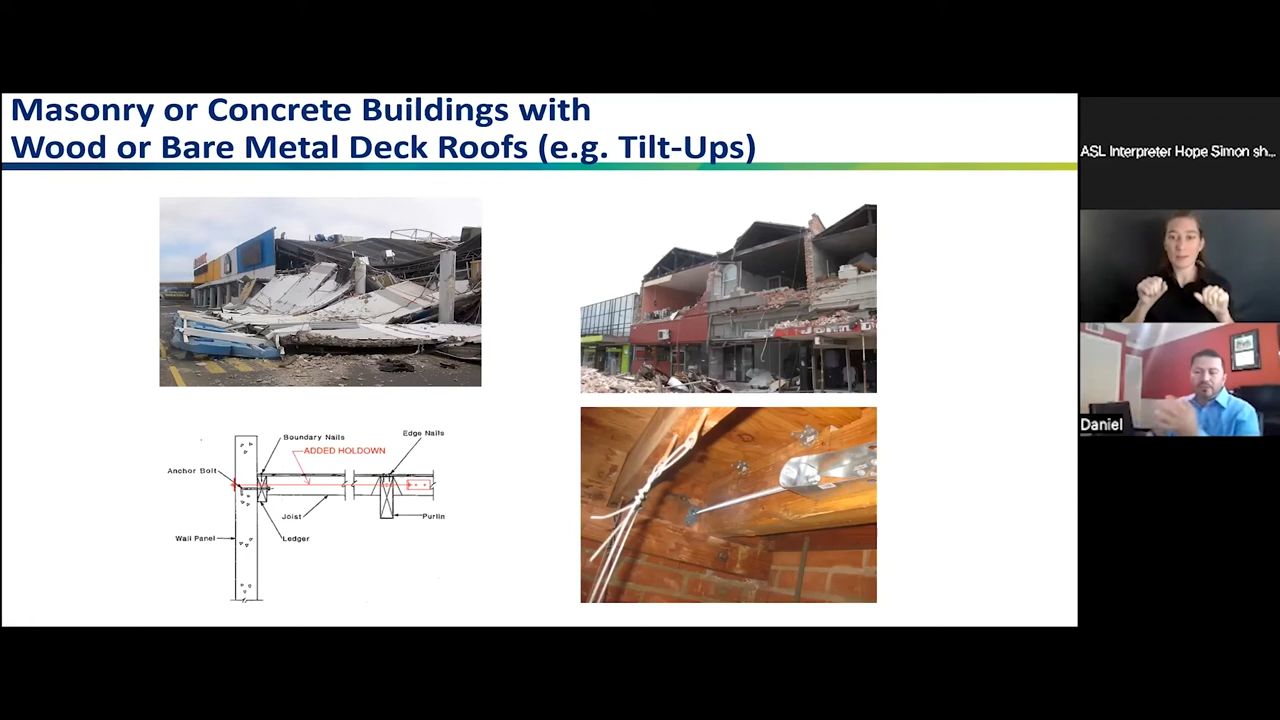 Masonry or Concrete Buildings with
Wood or Bare Metal Deck Roofs (e.g. Tilt-Ups)
ASL Interpreter Hope Simon sh...
Daniel
Boundary Nails
Edge Nails
ADDED HOLDOWN
Anchor Bolt
Joist
Purlin
Wall Panel
Ledger